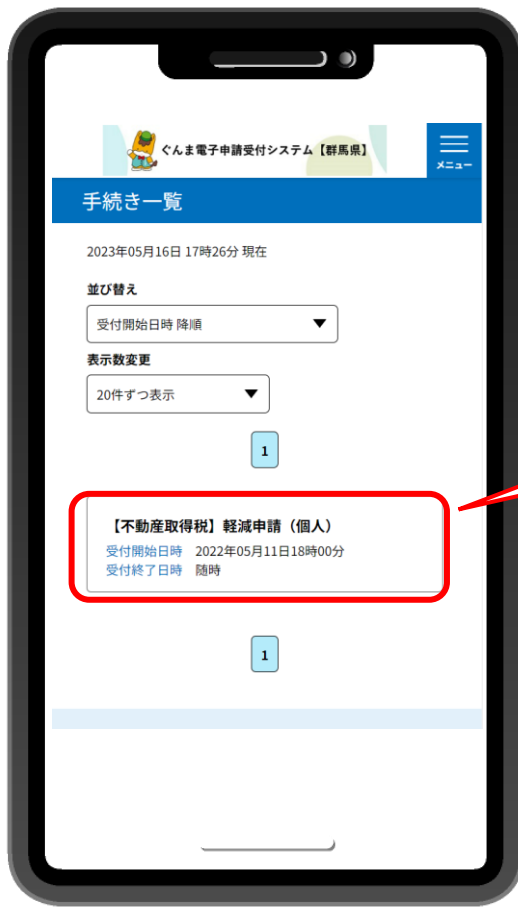 ぐんま電子申請受付システム【群馬県】
メニュー
手続き一覧
2023年05月16日 17時26分 現在
並び替え
受付開始日時 降順
表示数変更
20件ずつ表示
1
【不動産取得税】軽減申請（個人）
受付開始日時 2022年05月11日18時00分
受付終了日時 随時
1